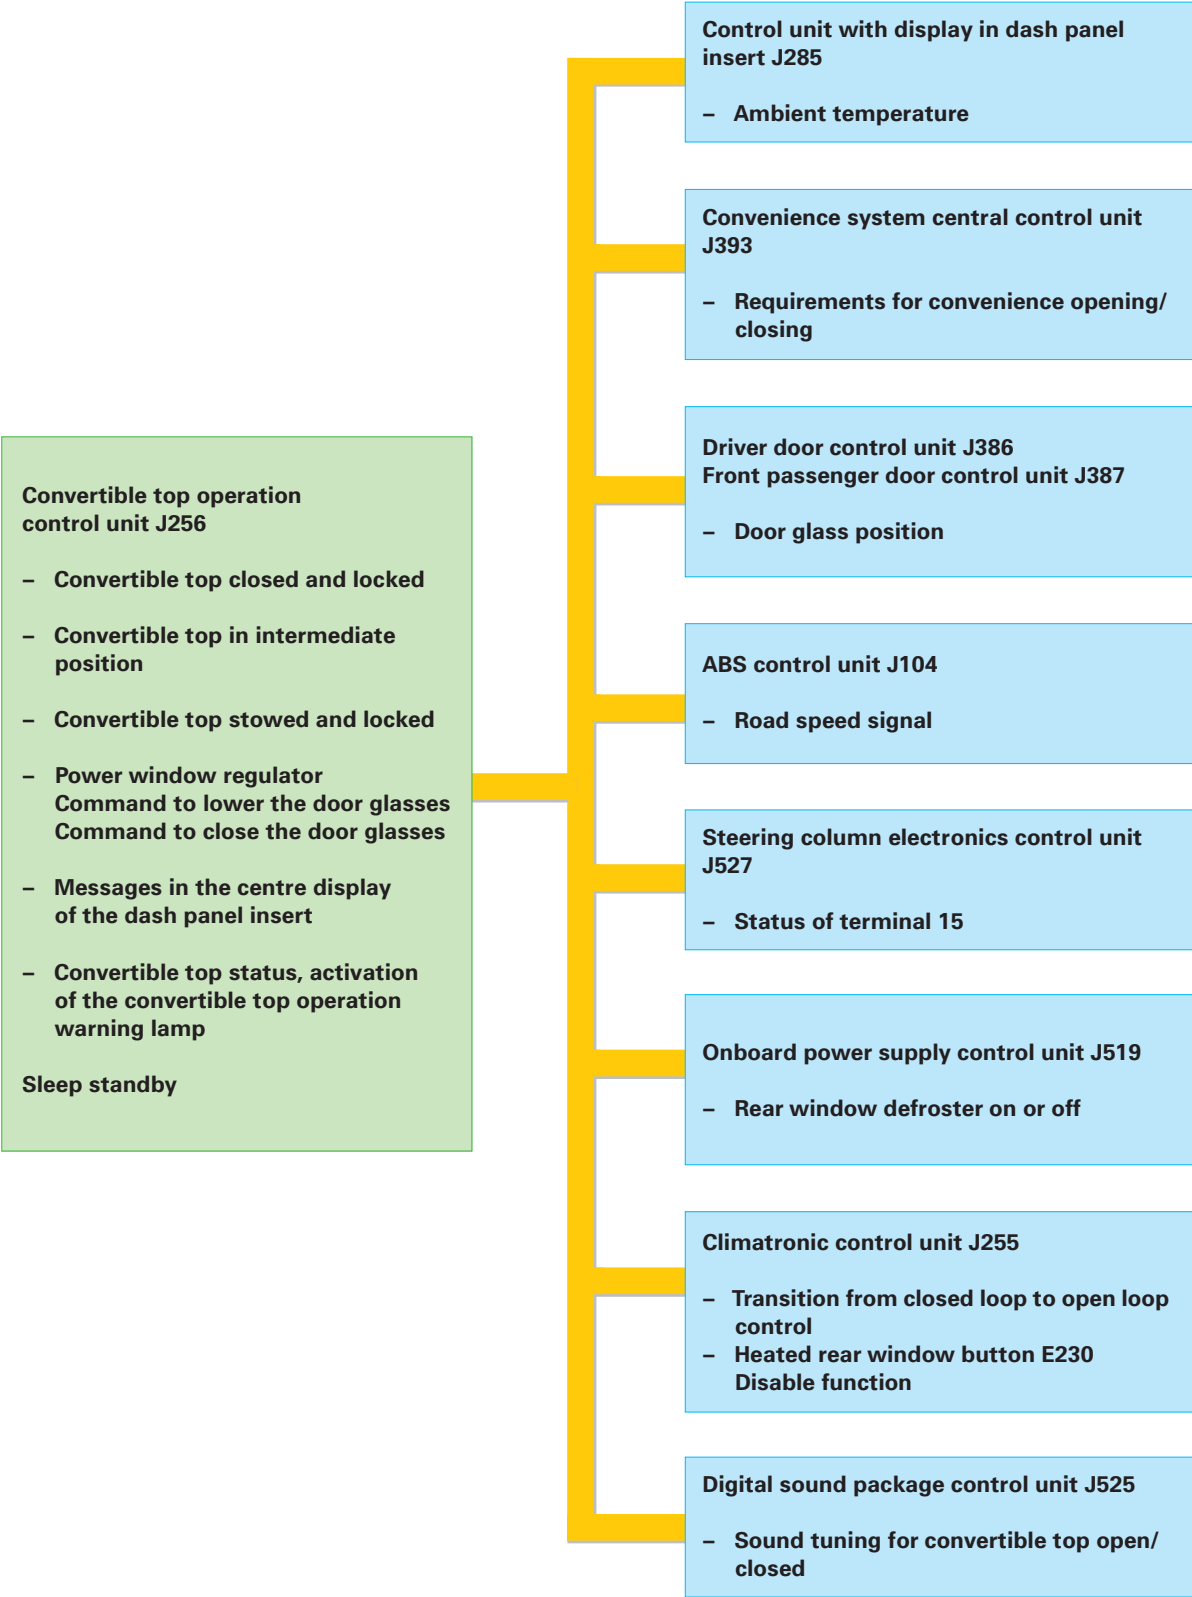 Control unit with display in dash panel
insert J285
– Ambient temperature
Convenience system central control unit
J393
– Requirements for convenience opening/
closing
Driver door control unit J386
Front passenger door control unit J387
– Door glass position
Convertible top operation
control unit J256
– Convertible top closed and locked
– Convertible top in intermediate
position
– Convertible top stowed and locked
– Power window regulator
Command to lower the door glasses
Command to close the door glasses
– Messages in the centre display
of the dash panel insert
– Convertible top status, activation
of the convertible top operation
warning lamp
Sleep standby
ABS control unit J104
– Road speed signal
Steering column electronics control unit
J527
– Status of terminal 15
Onboard power supply control unit J519
– Rear window defroster on or off
Climatronic control unit J255
– Transition from closed loop to open loop
control
– Heated rear window button E230
Disable function
Digital sound package control unit J525
– Sound tuning for convertible top open/
closed